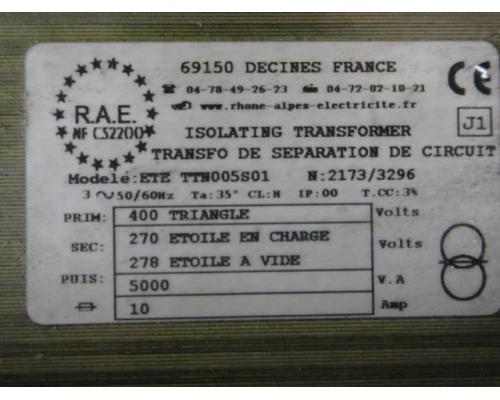 69150 DECINES FRANCE
04-78-49-26-23 04-72-02-10-21
www.rhone-alpes-electricite.fr
R.A.E.
NF C52200
CE
J1
ISOLATING TRANSFORMER
TRANSFO DE SEPARATION DE CIRCUIT
Modele:ETE TTN005S01 N:2173/3296
3 ~ 50/60Hz Ta:35° CL:H IP:00 T.CC:3%
PRIM: 400 TRIANGLE Volts
SEC: 270 ETOILE EN CHARGE Volts
278 ETOILE A VIDE
PUIS: 5000 V.A
10 Amp